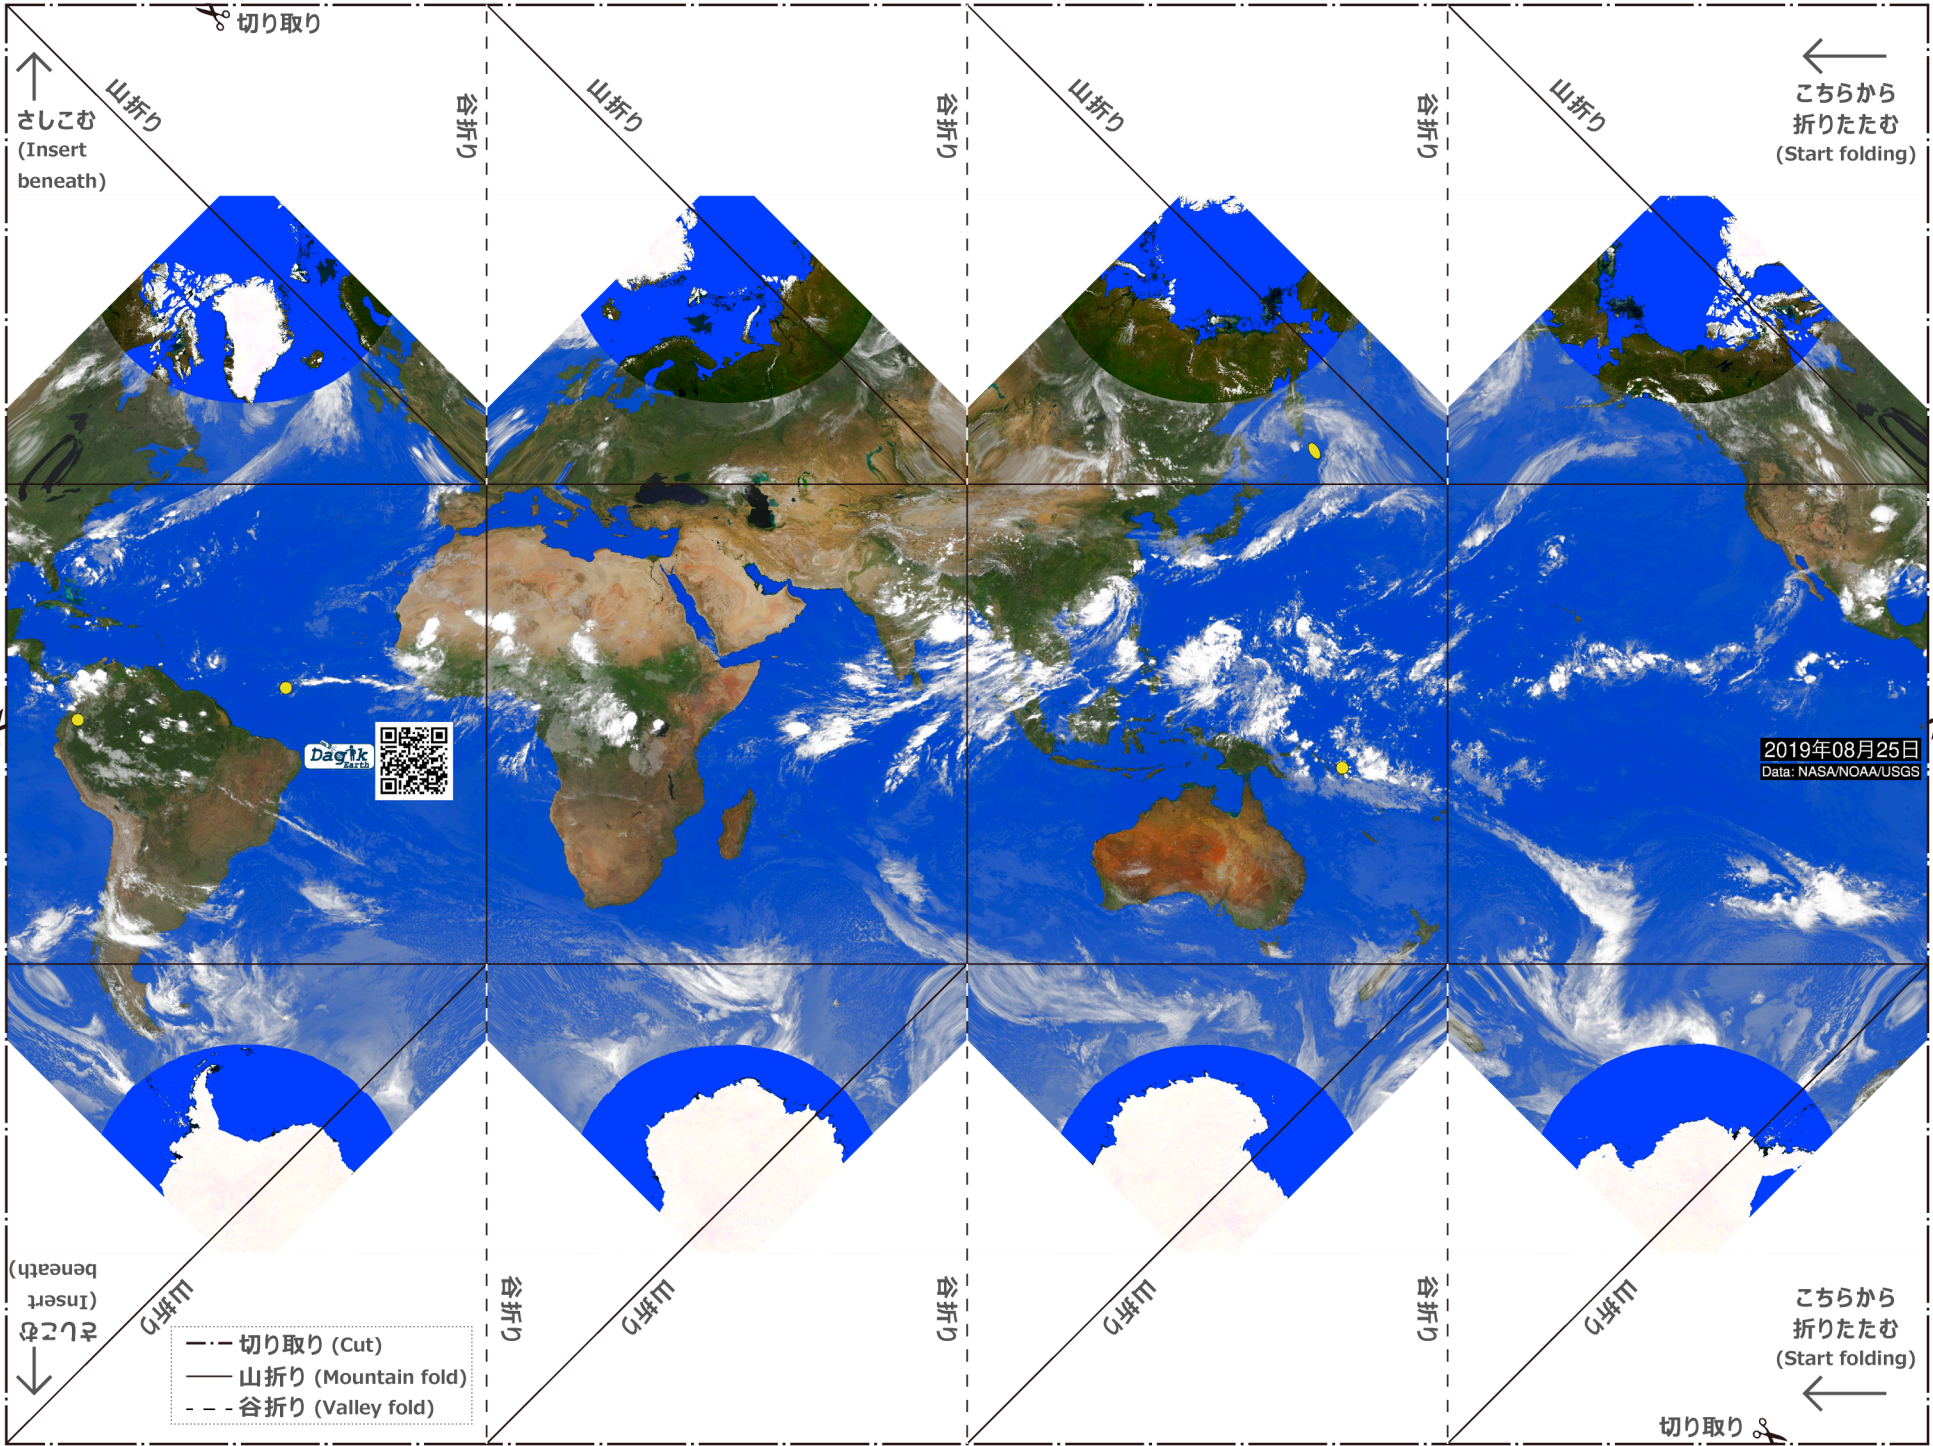 切り取り
山折り
谷折り
山折り
谷折り
山折り
谷折り
山折り
さしこむ
(Insert
beneath)
こちらから
折りたたむ
(Start folding)
Dagik
Earth
2019年08月25日
Data: NASA/NOAA/USGS
さしこむ
(Insert
beneath)
山折り
谷折り
山折り
谷折り
山折り
谷折り
山折り
こちらから
折りたたむ
(Start folding)
切り取り (Cut)
山折り (Mountain fold)
谷折り (Valley fold)
切り取り